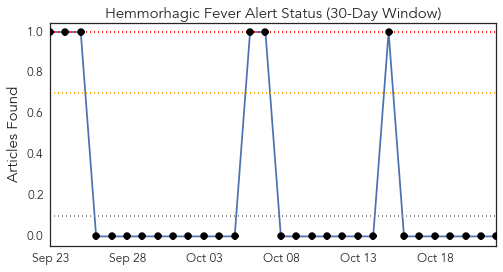 Hemmorhagic Fever Alert Status (30-Day Window)
Articles Found
1.0
0.8
0.6
0.4
0.2
0.0
Sep 23 Sep 28 Oct 03 Oct 08 Oct 13 Oct 18